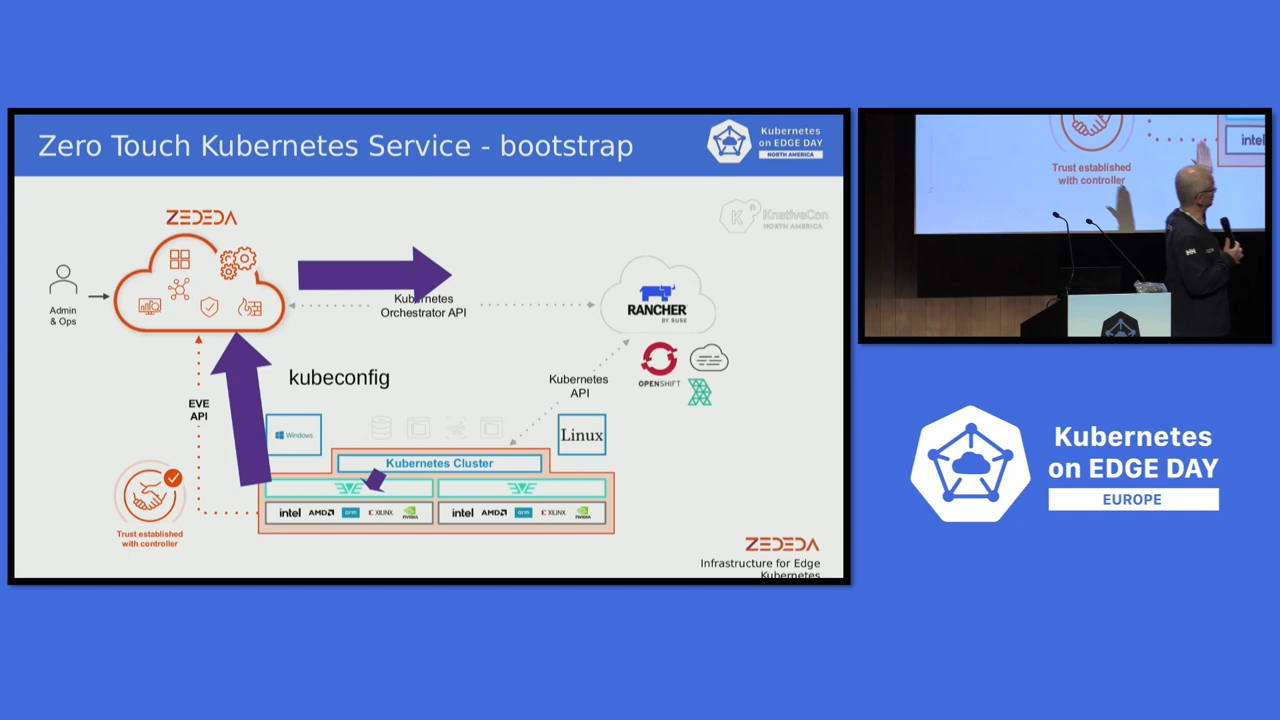 Zero Touch Kubernetes Service - bootstrap
Kubernetes
on EDGE DAY
NORTH AMERICA
KnativeCon
NORTH AMERICA
ZEDEDA
Admin
& Ops
Kubernetes
Orchestrator API
RANCHER
BY SUSE
OPENSHIFT
kubeconfig
Kubernetes
API
EVE
API
Windows
Linux
Kubernetes Cluster
intel AMD arm XILINX NVIDIA
intel AMD arm XILINX NVIDIA
Trust established
with controller
ZEDEDA
Infrastructure for Edge
Kubernetes
Trust established
with controller
intel
Kubernetes
on EDGE DAY
EUROPE